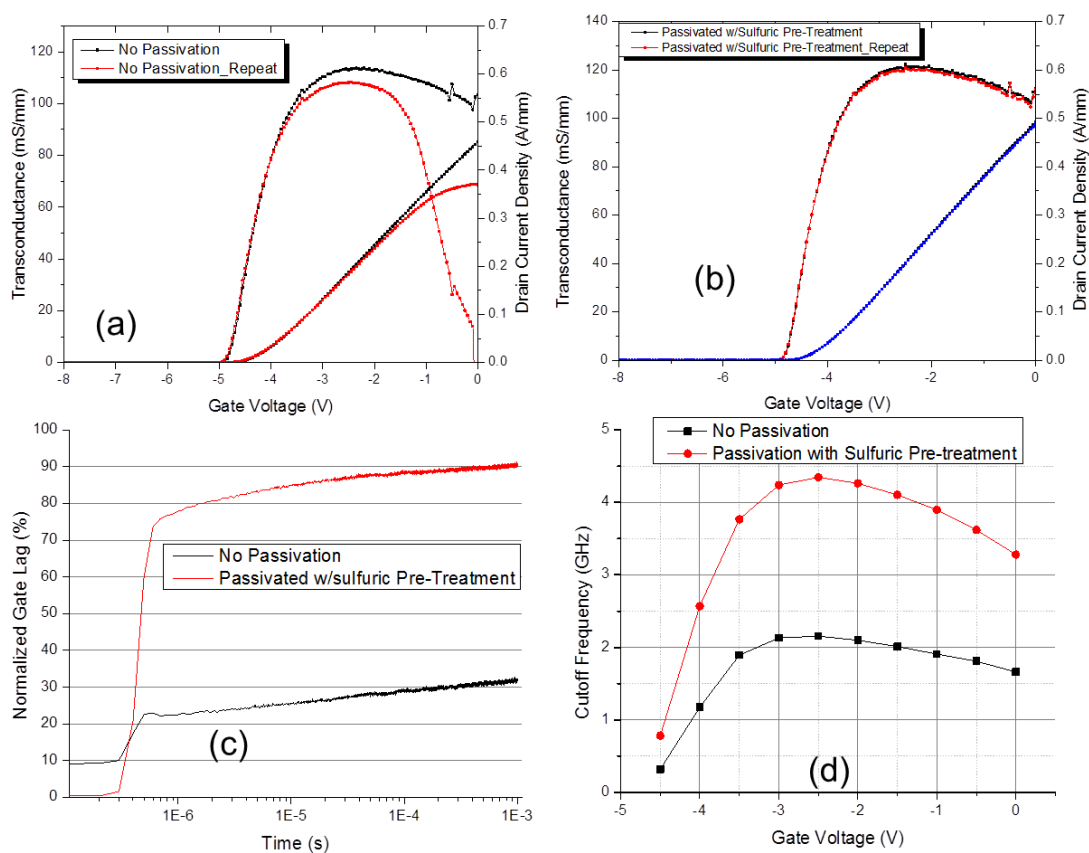 No Passivation
No Passivation_Repeat
Transconductance (mS/mm)
0
20
40
60
80
100
120
Drain Current Density (A/mm)
0.0
0.1
0.2
0.3
0.4
0.5
0.6
0.7
(a)
-8 -7 -6 -5 -4 -3 -2 -1 0
Gate Voltage (V)
Passivated w/Sulfuric Pre-Treatment
Passivated w/Sulfuric Pre-Treatment_Repeat
Transconductance (mS/mm)
0
20
40
60
80
100
120
140
Drain Current Density (A/mm)
0.0
0.1
0.2
0.3
0.4
0.5
0.6
0.7
(b)
-8 -6 -4 -2 0
Gate Voltage (V)
No Passivation
Passivated w/sulfuric Pre-Treatment
Normalized Gate Lag (%)
0
10
20
30
40
50
60
70
80
90
100
(c)
1E-6 1E-5 1E-4 1E-3
Time (s)
No Passivation
Passivation with Sulfuric Pre-treatment
Cutoff Frequency (GHz)
0
1
2
3
4
5
(d)
-5 -4 -3 -2 -1 0
Gate Voltage (V)